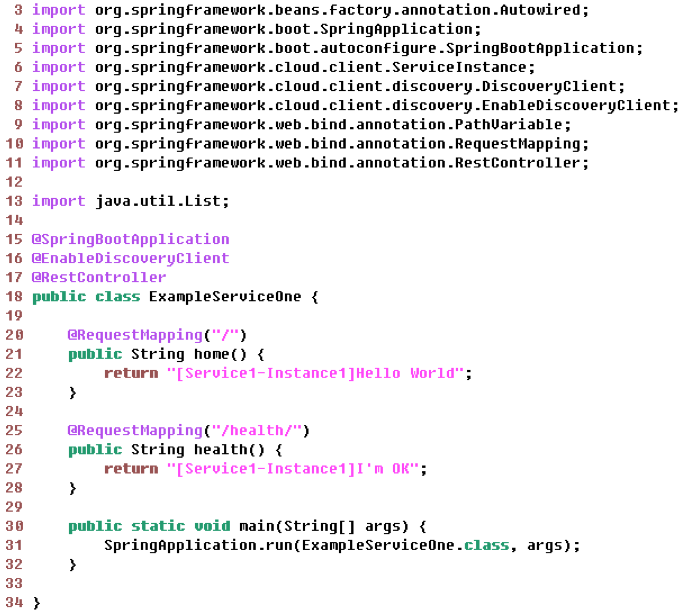 3 import org.springframework.beans.factory.annotation.Autowired;
4 import org.springframework.boot.SpringApplication;
5 import org.springframework.boot.autoconfigure.SpringBootApplication;
6 import org.springframework.cloud.client.ServiceInstance;
7 import org.springframework.cloud.client.discovery.DiscoveryClient;
8 import org.springframework.cloud.client.discovery.EnableDiscoveryClient;
9 import org.springframework.web.bind.annotation.PathVariable;
10 import org.springframework.web.bind.annotation.RequestMapping;
11 import org.springframework.web.bind.annotation.RestController;
12
13 import java.util.List;
14
15 @SpringBootApplication
16 @EnableDiscoveryClient
17 @RestController
18 public class ExampleServiceOne {
19
20     @RequestMapping("/")
21     public String home() {
22         return "[Service1-Instance1]Hello World";
23     }
24
25     @RequestMapping("/health/")
26     public String health() {
27         return "[Service1-Instance1]I'm OK";
28     }
29
30     public static void main(String[] args) {
31         SpringApplication.run(ExampleServiceOne.class, args);
32     }
33
34 }